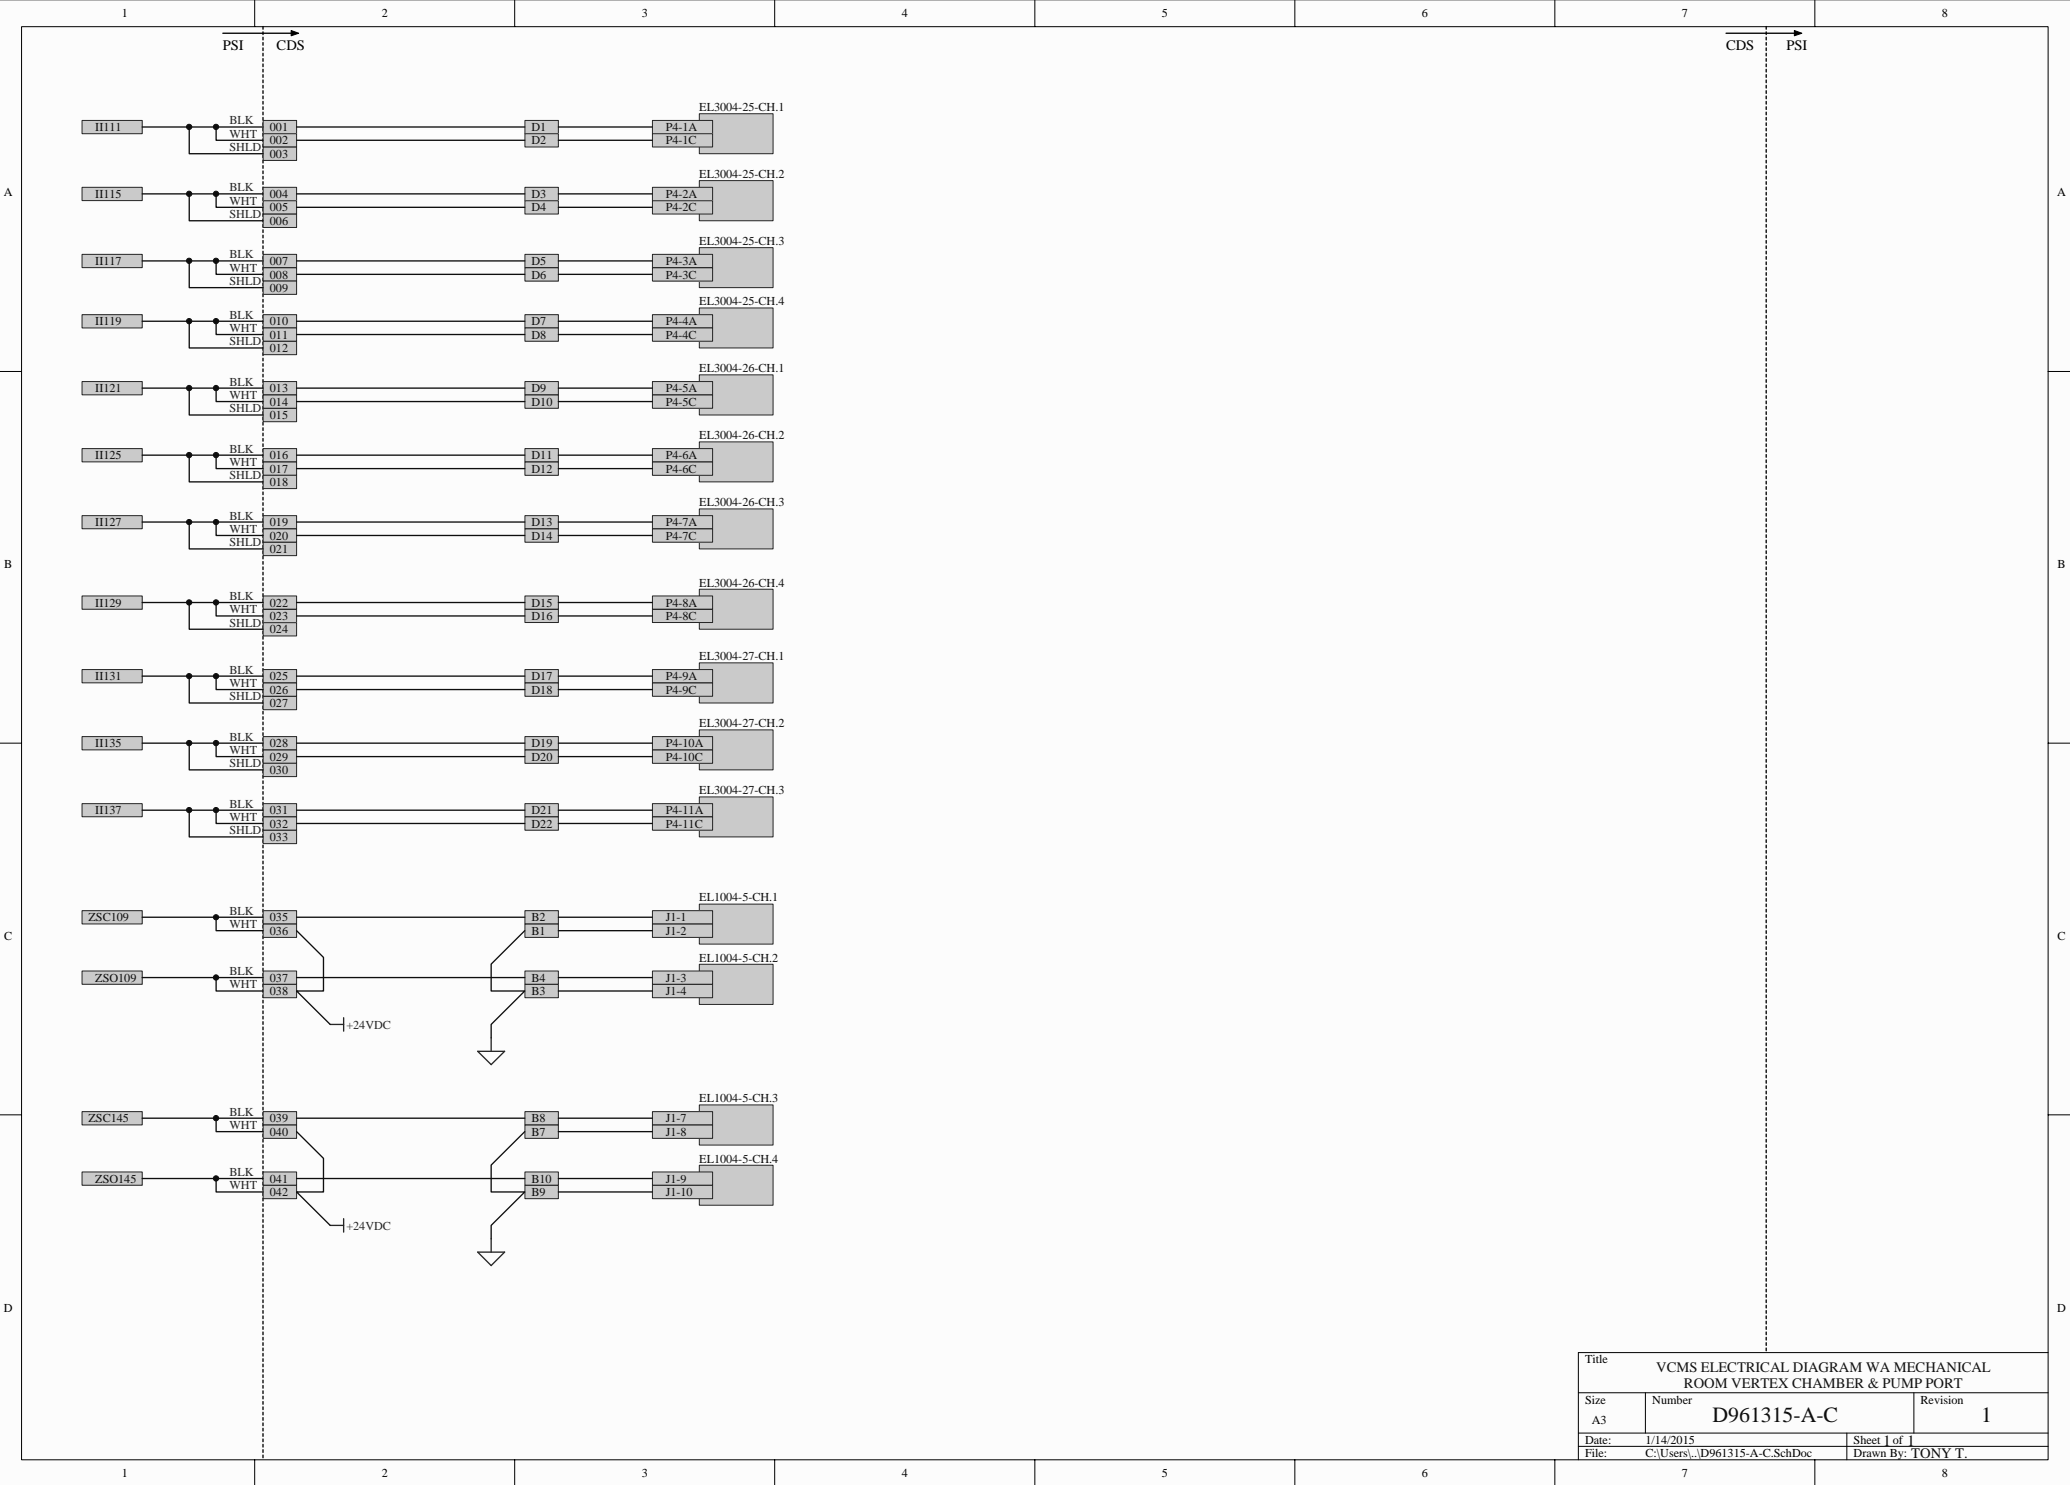 1 2 3 4 5 6 7 8
PSI CDS CDS PSI
EL3004-25-CH.1
II111 BLK 001 D1 P4-1A
WHT 002 D2 P4-1C
SHLD 003
EL3004-25-CH.2
A II115 BLK 004 D3 P4-2A A
WHT 005 D4 P4-2C
SHLD 006
EL3004-25-CH.3
II117 BLK 007 D5 P4-3A
WHT 008 D6 P4-3C
SHLD 009
EL3004-25-CH.4
II119 BLK 010 D7 P4-4A
WHT 011 D8 P4-4C
SHLD 012
EL3004-26-CH.1
II121 BLK 013 D9 P4-5A
WHT 014 D10 P4-5C
SHLD 015
EL3004-26-CH.2
II125 BLK 016 D11 P4-6A
WHT 017 D12 P4-6C
SHLD 018
EL3004-26-CH.3
II127 BLK 019 D13 P4-7A
WHT 020 D14 P4-7C
SHLD 021
B B
EL3004-26-CH.4
II129 BLK 022 D15 P4-8A
WHT 023 D16 P4-8C
SHLD 024
EL3004-27-CH.1
II131 BLK 025 D17 P4-9A
WHT 026 D18 P4-9C
SHLD 027
EL3004-27-CH.2
II135 BLK 028 D19 P4-10A
WHT 029 D20 P4-10C
SHLD 030
EL3004-27-CH.3
II137 BLK 031 D21 P4-11A
WHT 032 D22 P4-11C
SHLD 033
EL1004-5-CH.1
ZSC109 BLK 035 B2 J1-1
WHT 036 B1 J1-2
C C
EL1004-5-CH.2
ZSO109 BLK 037 B4 J1-3
WHT 038 B3 J1-4
+24VDC
EL1004-5-CH.3
ZSC145 BLK 039 B8 J1-7
WHT 040 B7 J1-8
EL1004-5-CH.4
ZSO145 BLK 041 B10 J1-9
WHT 042 B9 J1-10
+24VDC
D D
Title VCMS ELECTRICAL DIAGRAM WA MECHANICAL
ROOM VERTEX CHAMBER & PUMP PORT
Size Number Revision
A3 D961315-A-C 1
Date: 1/14/2015 Sheet 1 of 1
File: C:\Users\..\D961315-A-C.SchDoc Drawn By: TONY T.
1 2 3 4 5 6 7 8